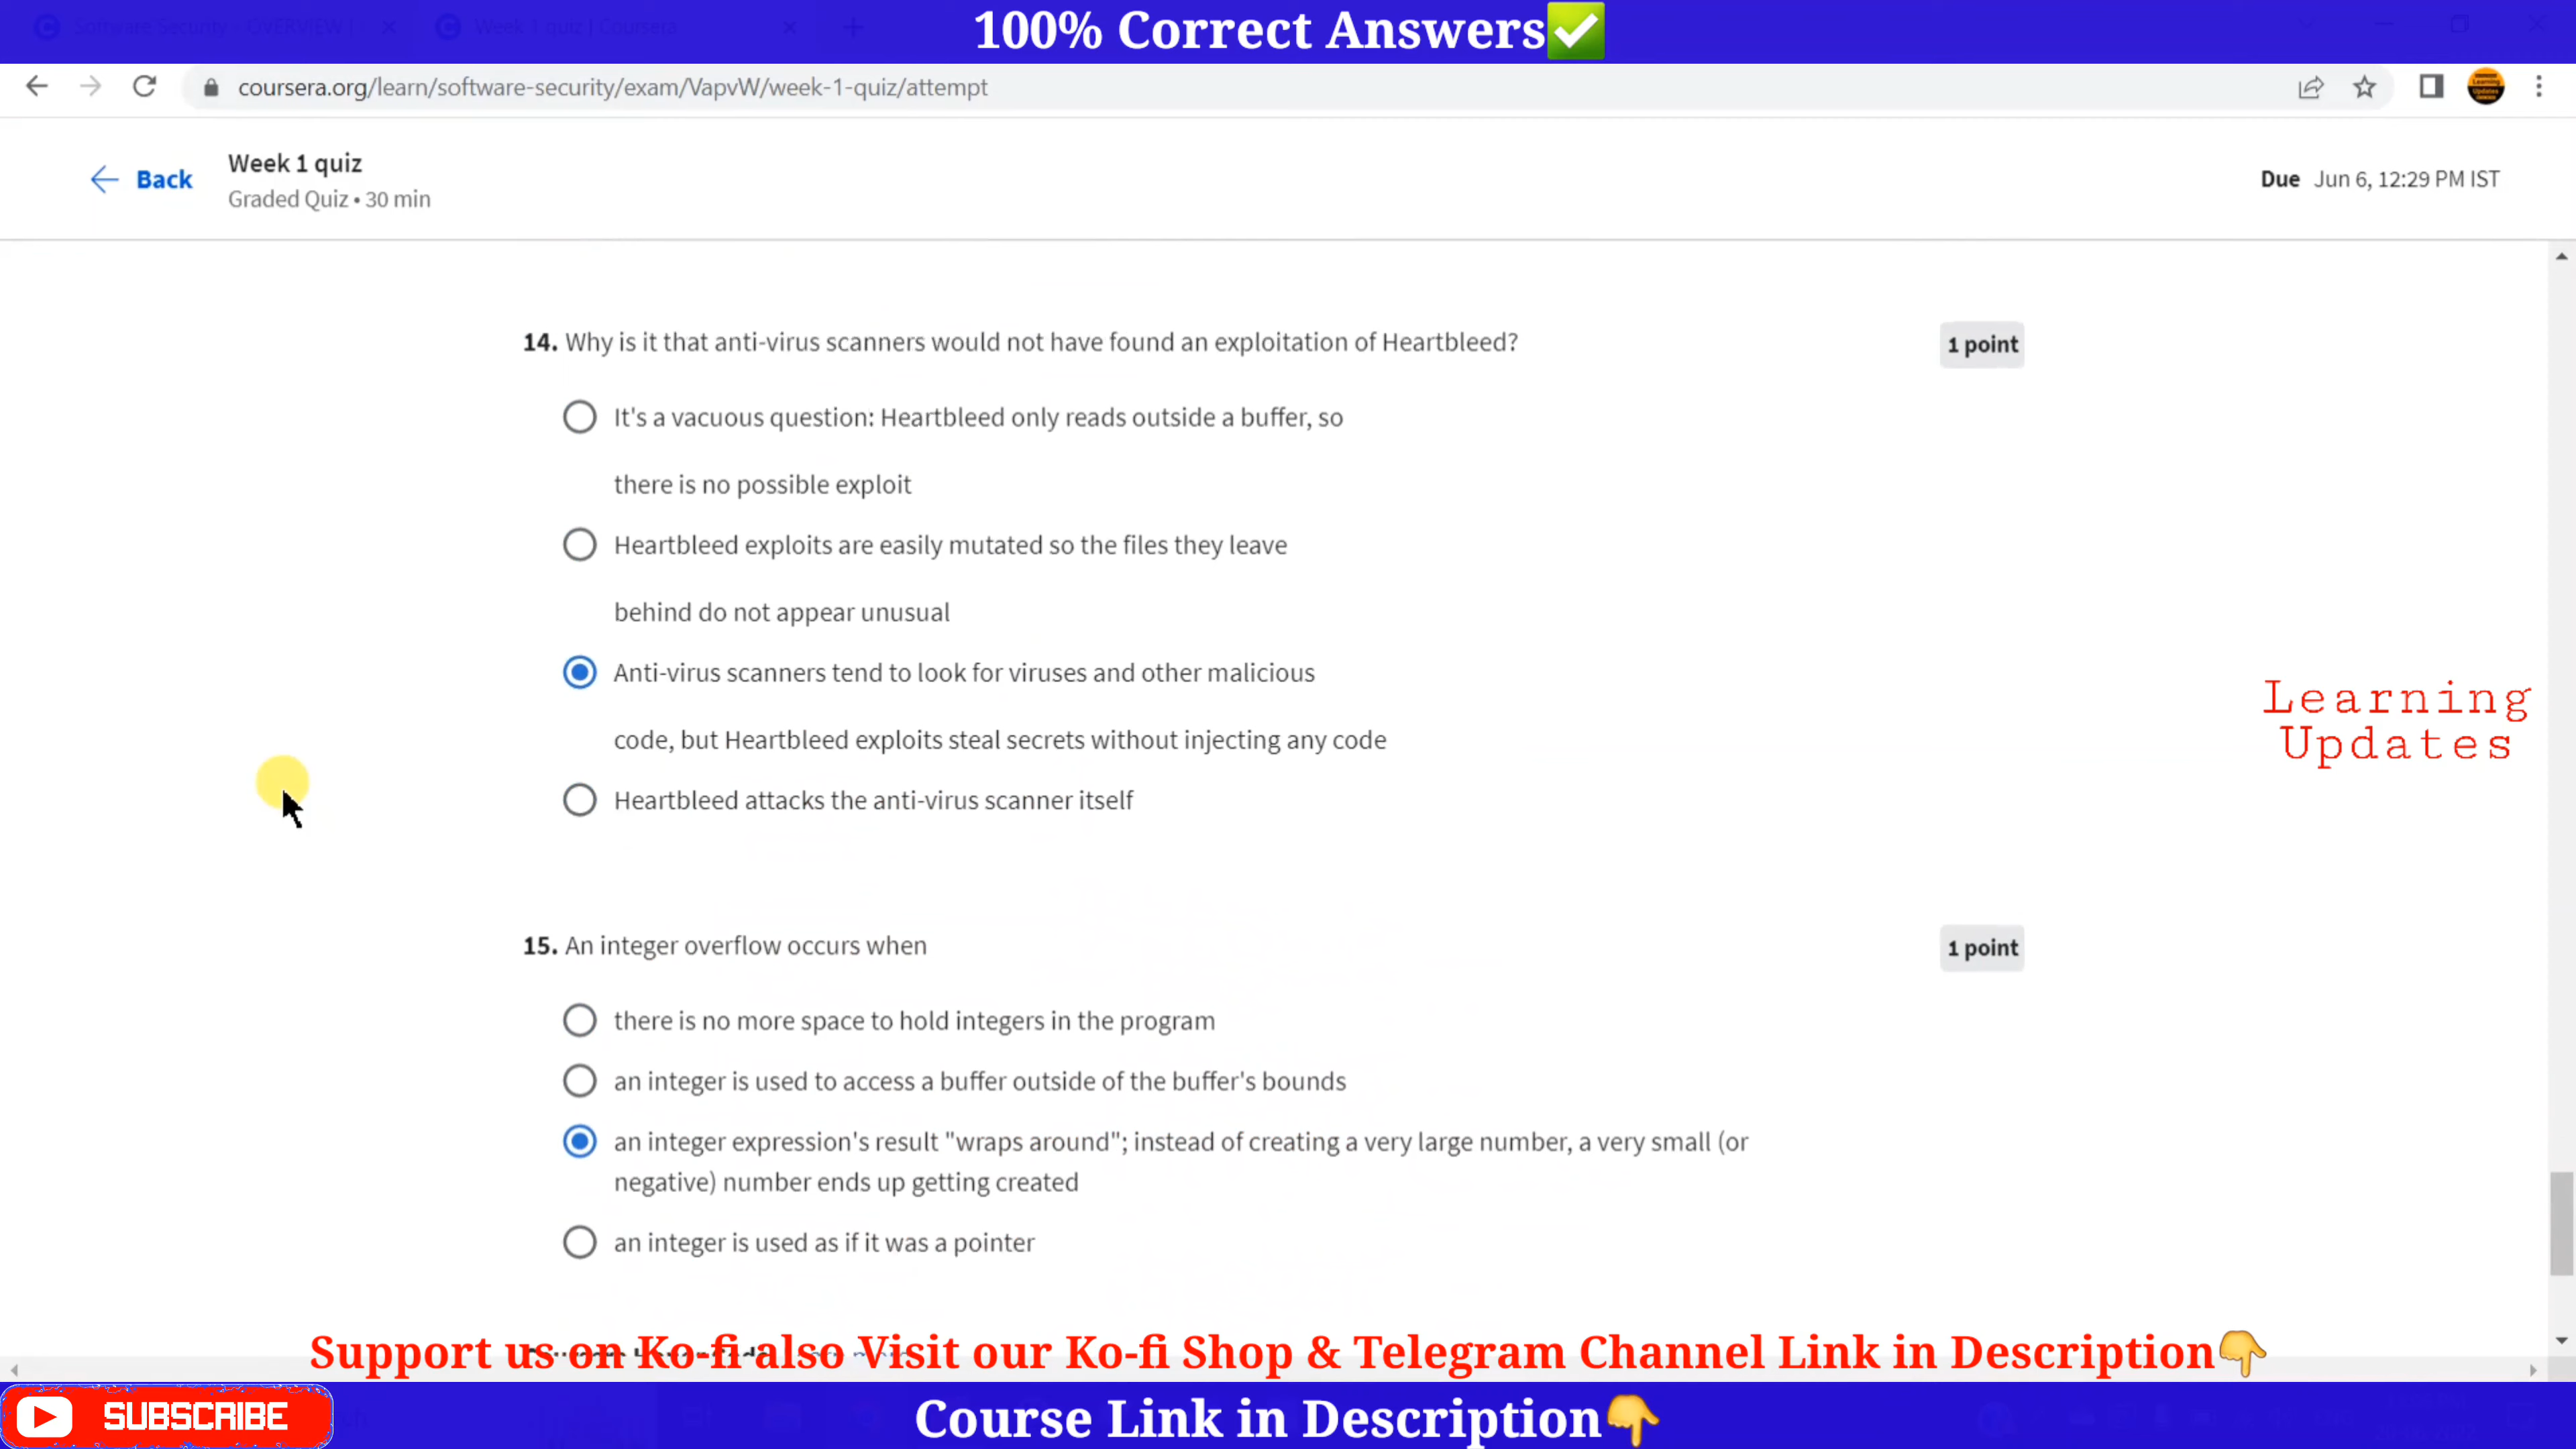 Software Security - OVERVIEW |
Week 1 quiz | Coursera
100% Correct Answers✅
coursera.org/learn/software-security/exam/VapvW/week-1-quiz/attempt
Back
Week 1 quiz
Graded Quiz • 30 min
Due Jun 6, 12:29 PM IST
14. Why is it that anti-virus scanners would not have found an exploitation of Heartbleed?
1 point
It's a vacuous question: Heartbleed only reads outside a buffer, so
there is no possible exploit
Heartbleed exploits are easily mutated so the files they leave
behind do not appear unusual
Anti-virus scanners tend to look for viruses and other malicious
code, but Heartbleed exploits steal secrets without injecting any code
Heartbleed attacks the anti-virus scanner itself
Learning
Updates
15. An integer overflow occurs when
1 point
there is no more space to hold integers in the program
an integer is used to access a buffer outside of the buffer's bounds
an integer expression's result "wraps around"; instead of creating a very large number, a very small (or
negative) number ends up getting created
an integer is used as if it was a pointer
Support us on Ko-fi also Visit our Ko-fi Shop & Telegram Channel Link in Description👇
SUBSCRIBE
Course Link in Description👇